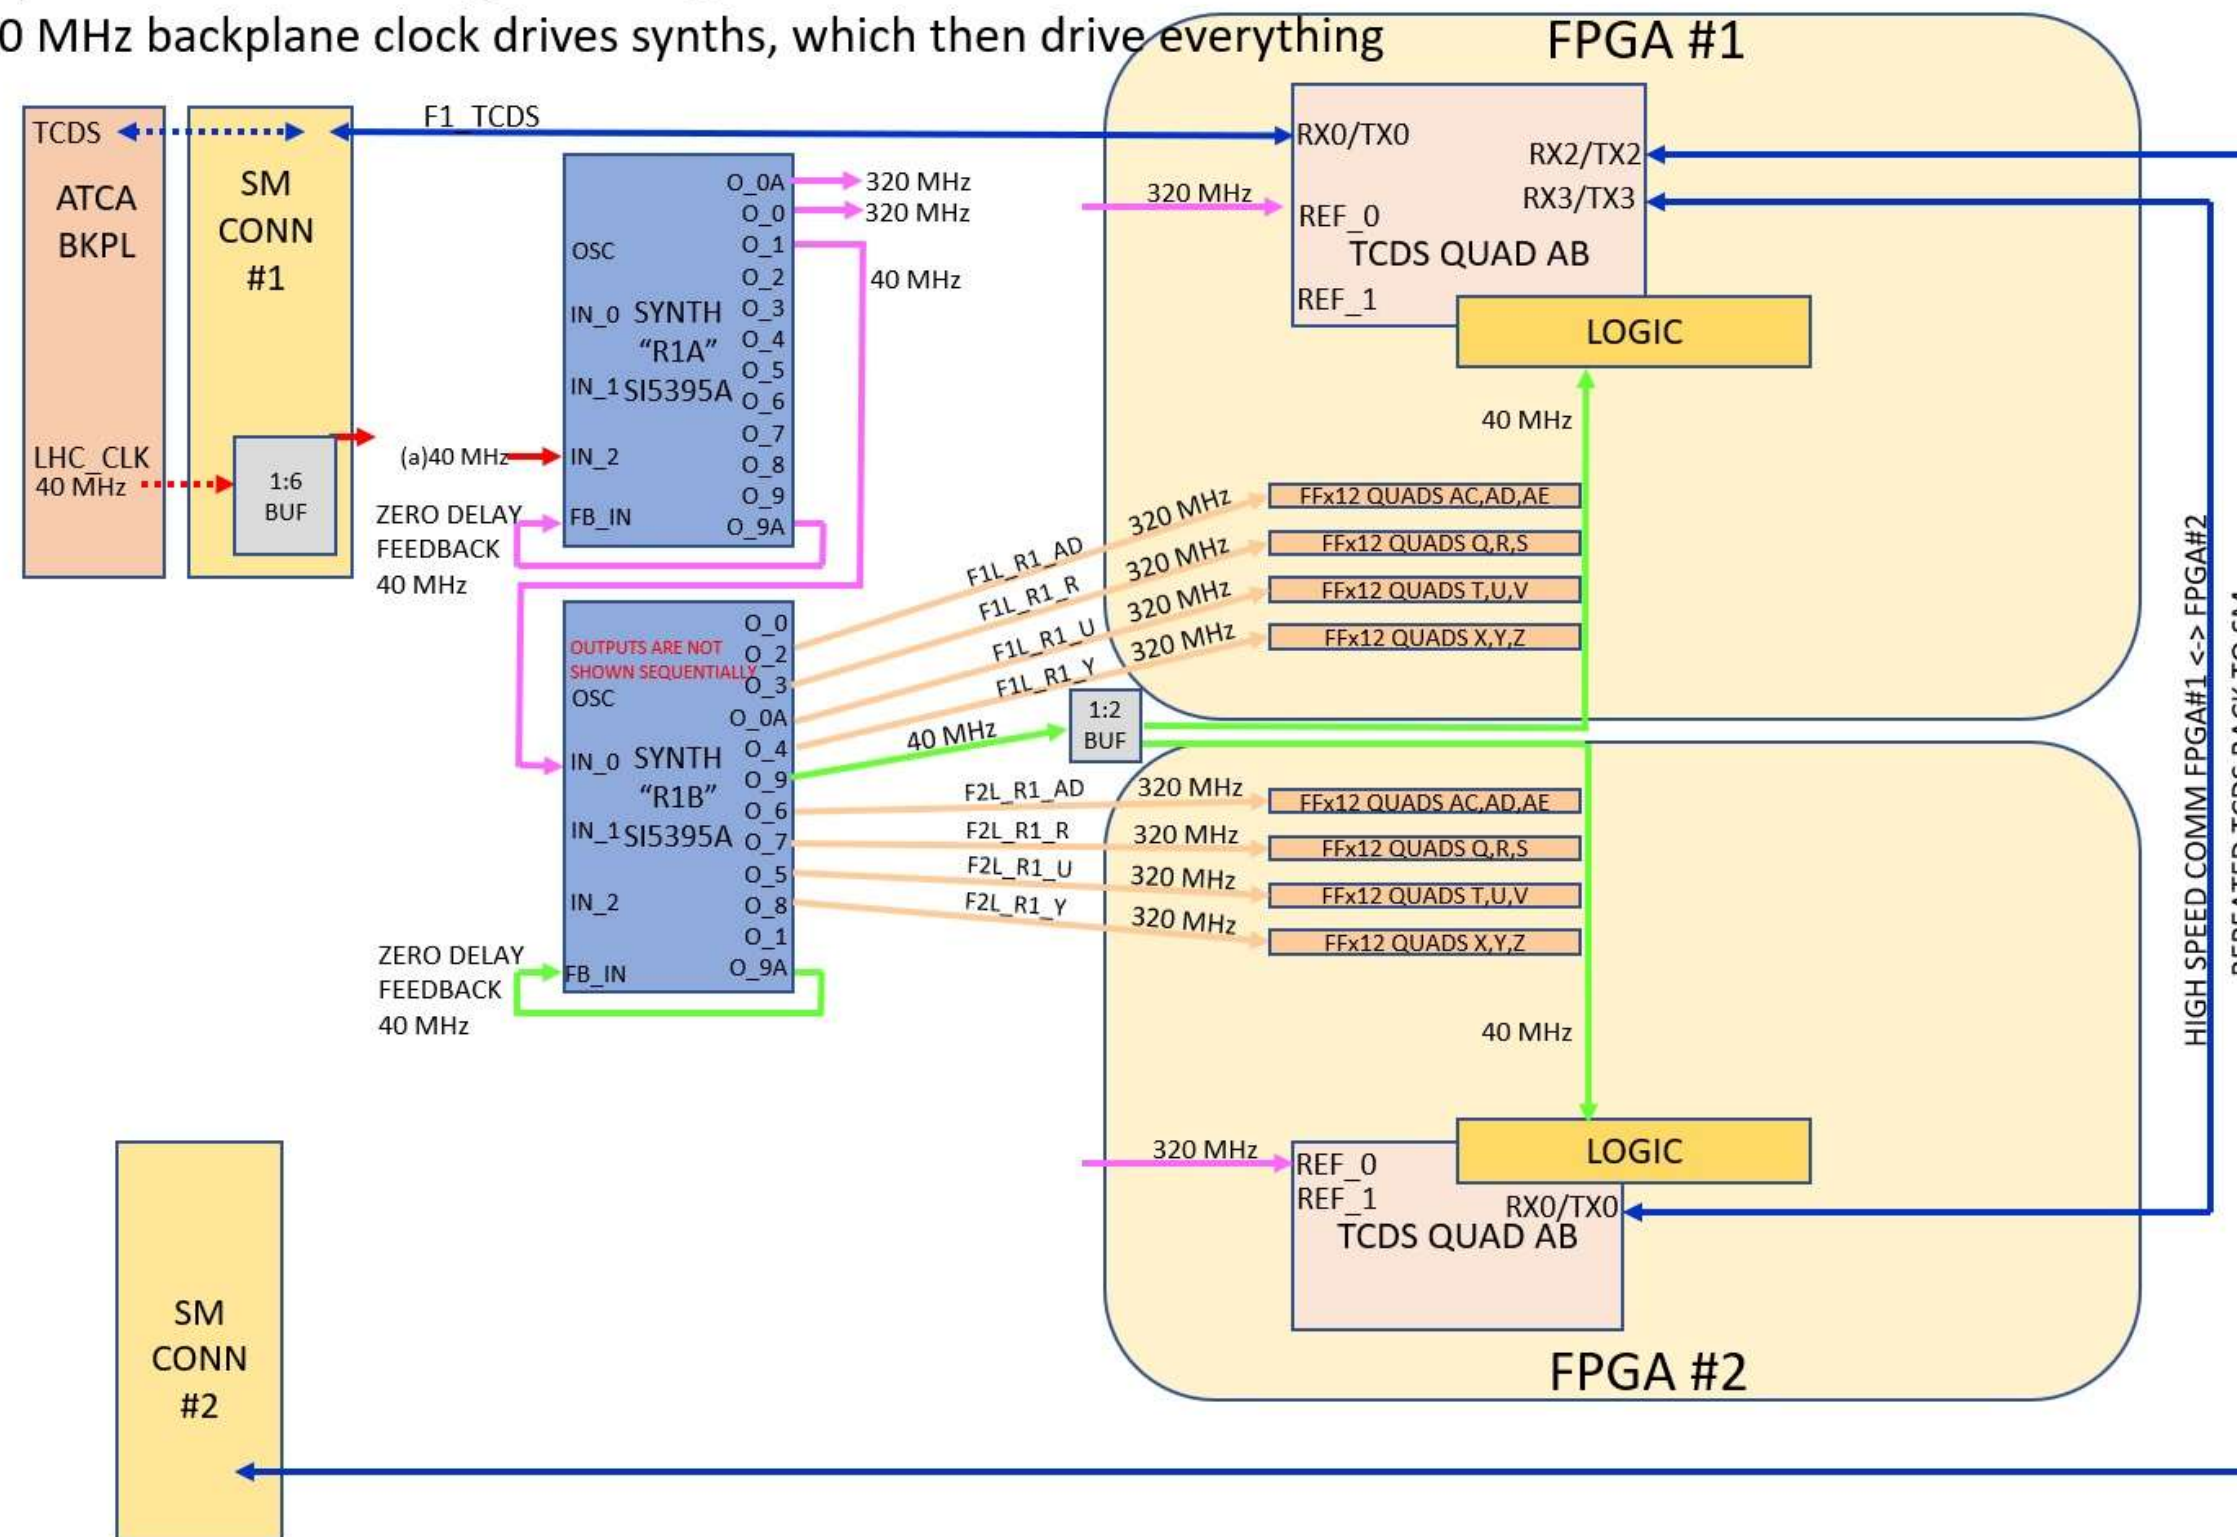 0 MHz backplane clock drives synths, which then drive everything
FPGA #1
TCDS
ATCA
BKPL
LHC_CLK
40 MHz
SM
CONN
#1
1:6
BUF
F1_TCDS
OSC
IN_0
IN_1
IN_2
FB_IN
SYNTH
“R1A”
SI5395A
O_0A
O_0
O_1
O_2
O_3
O_4
O_5
O_6
O_7
O_8
O_9
O_9A
320 MHz
320 MHz
40 MHz
(a)40 MHz
ZERO DELAY
FEEDBACK
40 MHz
320 MHz
RX0/TX0
RX2/TX2
RX3/TX3
REF_0
TCDS QUAD AB
REF_1
LOGIC
40 MHz
OUTPUTS ARE NOT
SHOWN SEQUENTIALLY
OSC
IN_0
IN_1
IN_2
FB_IN
SYNTH
“R1B”
SI5395A
O_0
O_2
O_3
O_0A
O_4
O_9
O_6
O_7
O_5
O_8
O_1
O_9A
ZERO DELAY
FEEDBACK
40 MHz
F1L_R1_AD
320 MHz
FFx12 QUADS AC,AD,AE
F1L_R1_R
320 MHz
FFx12 QUADS Q,R,S
F1L_R1_U
320 MHz
FFx12 QUADS T,U,V
F1L_R1_Y
320 MHz
FFx12 QUADS X,Y,Z
40 MHz
1:2
BUF
F2L_R1_AD
320 MHz
FFx12 QUADS AC,AD,AE
F2L_R1_R
320 MHz
FFx12 QUADS Q,R,S
F2L_R1_U
320 MHz
FFx12 QUADS T,U,V
F2L_R1_Y
320 MHz
FFx12 QUADS X,Y,Z
40 MHz
LOGIC
320 MHz
REF_0
REF_1
RX0/TX0
TCDS QUAD AB
FPGA #2
HIGH SPEED COMM FPGA#1 <-> FPGA#2
SM
CONN
#2